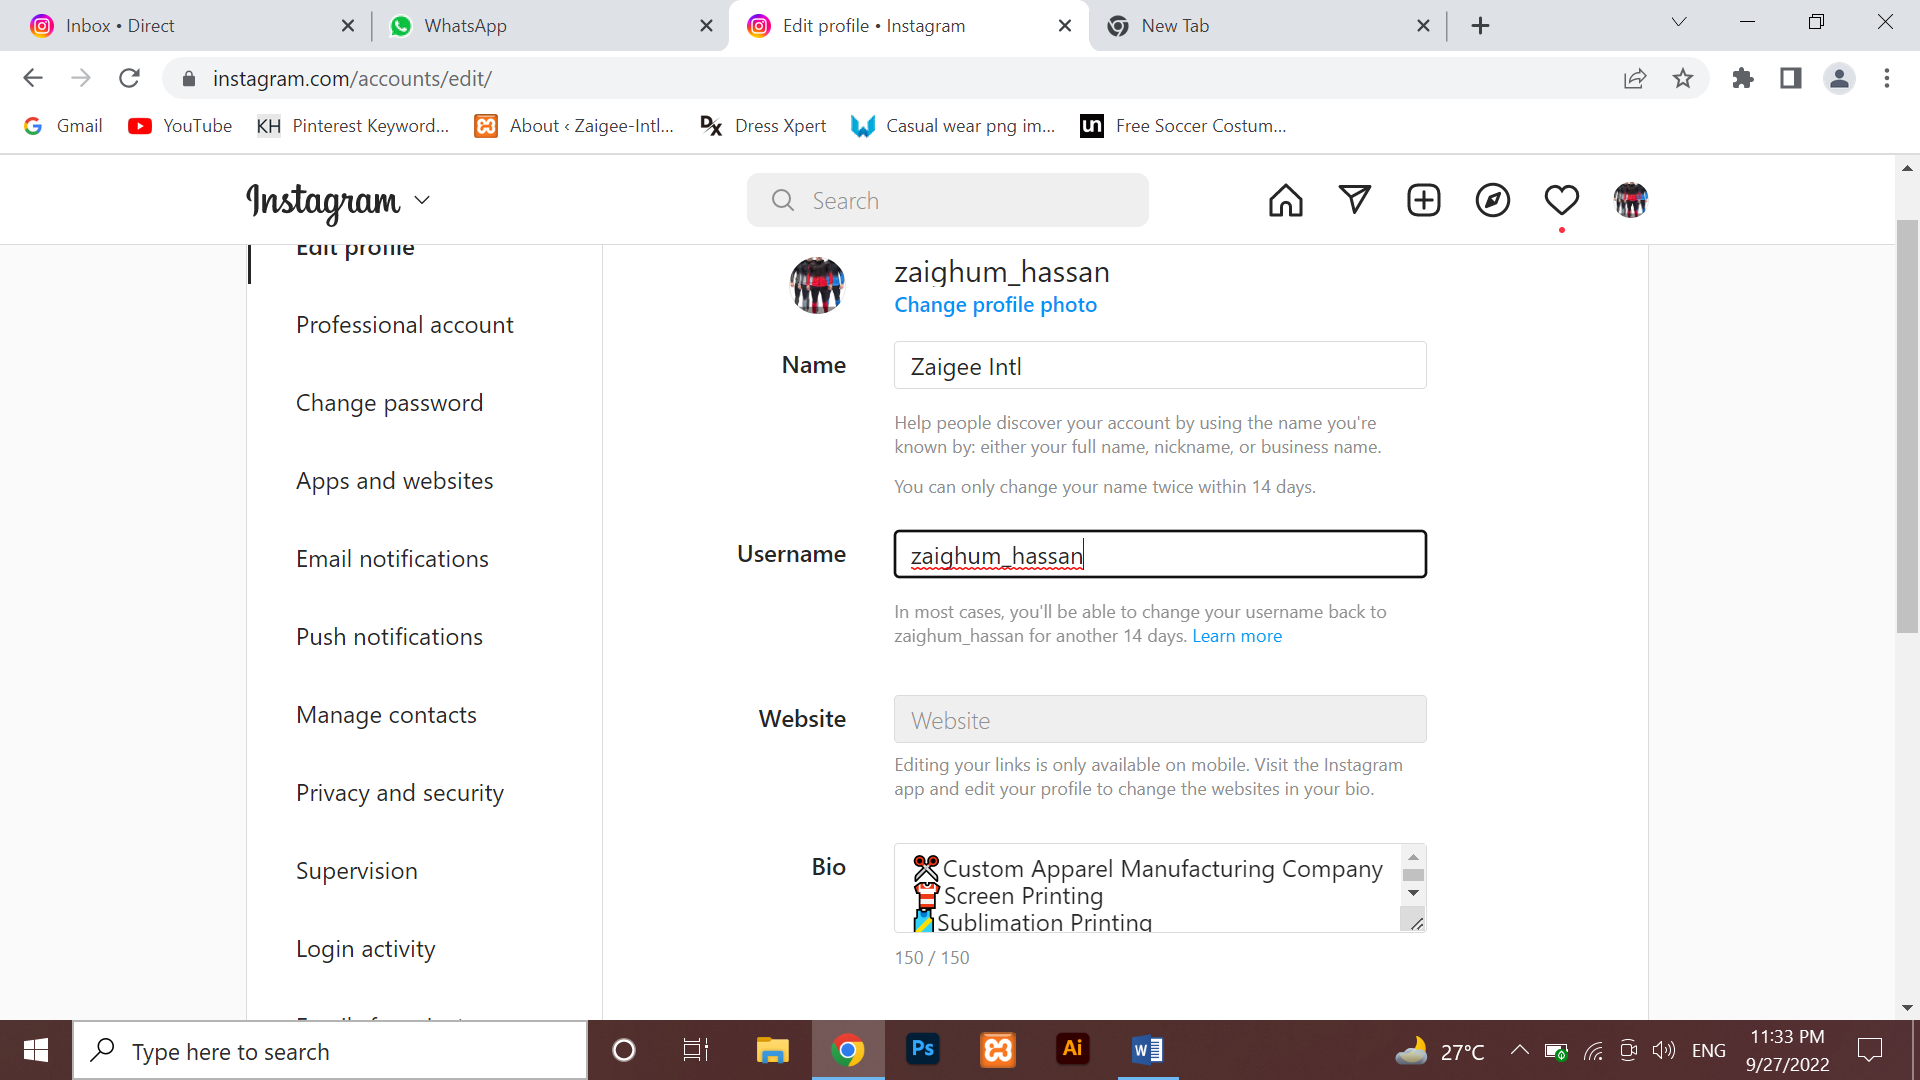 Inbox • Direct
WhatsApp
Edit profile • Instagram
New Tab
instagram.com/accounts/edit/
Gmail
YouTube
KH Pinterest Keyword...
About ‹ Zaigee-Intl...
Dx Dress Xpert
Casual wear png im...
un Free Soccer Costum...
Instagram
Search
Edit profile
Professional account
Change password
Apps and websites
Email notifications
Push notifications
Manage contacts
Privacy and security
Supervision
Login activity
zaighum_hassan
Change profile photo
Name
Zaigee Intl
Help people discover your account by using the name you're
known by: either your full name, nickname, or business name.
You can only change your name twice within 14 days.
Username
zaighum_hassan
In most cases, you'll be able to change your username back to
zaighum_hassan for another 14 days. Learn more
Website
Website
Editing your links is only available on mobile. Visit the Instagram
app and edit your profile to change the websites in your bio.
Bio
Custom Apparel Manufacturing Company
Screen Printing
Sublimation Printing
150 / 150
Type here to search
Ps
Ai
W
27°C
ENG
11:33 PM
9/27/2022